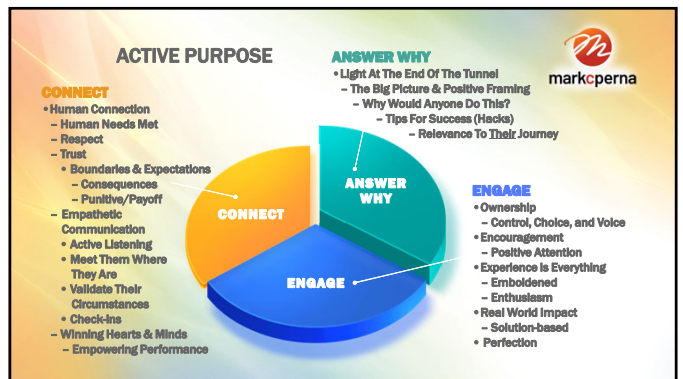 ACTIVE PURPOSE
CONNECT
•Human Connection
– Human Needs Met
– Respect
– Trust
• Boundaries & Expectations
– Consequences
– Punitive/Payoff
– Empathetic
Communication
• Active Listening
• Meet Them Where
They Are
• Validate Their
Circumstances
• Check-Ins
– Winning Hearts & Minds
– Empowering Performance
ANSWER WHY
•Light At The End Of The Tunnel
– The Big Picture & Positive Framing
– Why Would Anyone Do This?
– Tips For Success (Hacks)
– Relevance To Their Journey
markcperna
CONNECT
ANSWER
WHY
ENGAGE
ENGAGE
•Ownership
– Control, Choice, and Voice
•Encouragement
– Positive Attention
•Experience Is Everything
– Emboldened
– Enthusiasm
•Real World Impact
– Solution-based
• Perfection